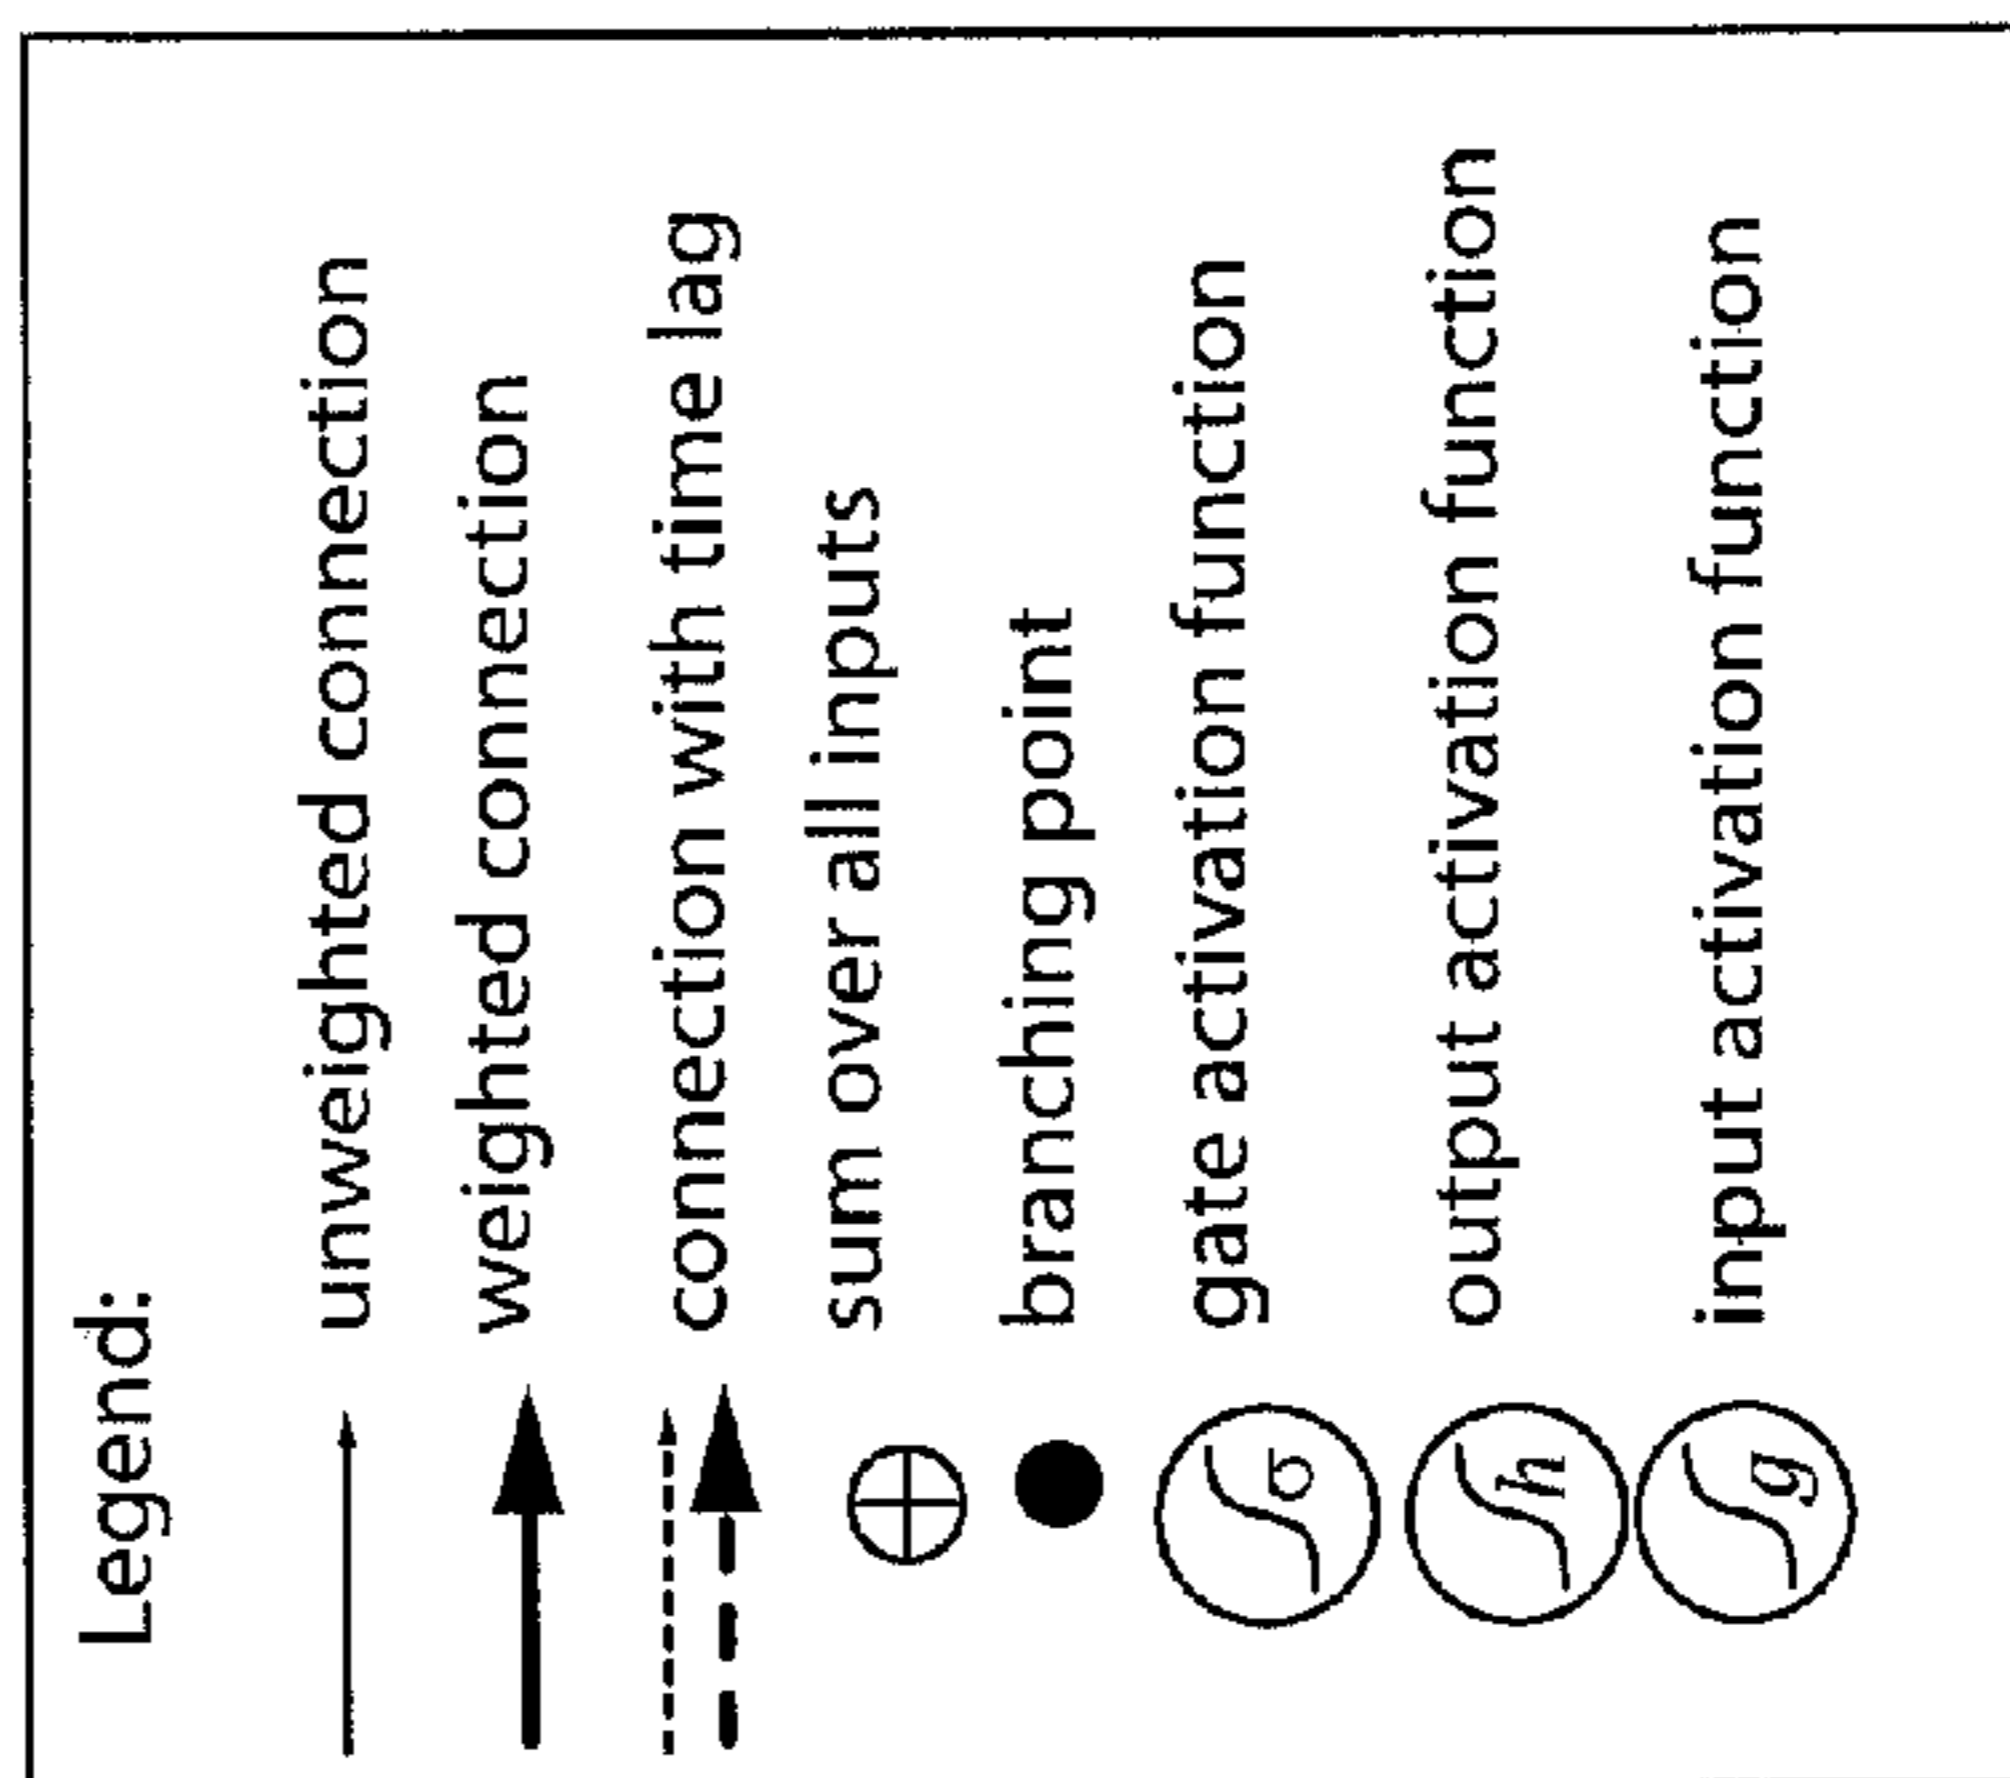 Legend:
unweighted connection
weighted connection
connection with time lag
sum over all inputs
branching point
σ gate activation function
h output activation function
g input activation function